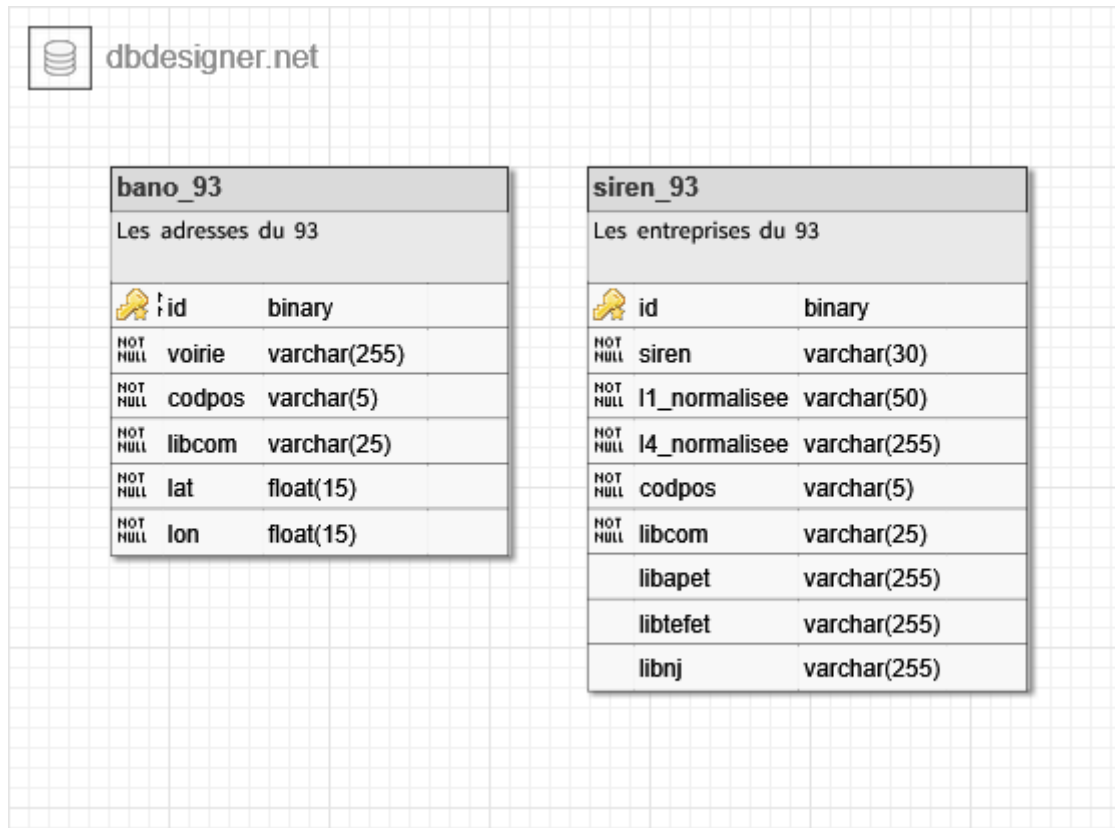 dbdesigner.net
bano_93
Les adresses du 93
id binary
NOT NULL voirie varchar(255)
NOT NULL codpos varchar(5)
NOT NULL libcom varchar(25)
NOT NULL lat float(15)
NOT NULL lon float(15)
siren_93
Les entreprises du 93
id binary
NOT NULL siren varchar(30)
NOT NULL l1_normalisee varchar(50)
NOT NULL l4_normalisee varchar(255)
NOT NULL codpos varchar(5)
NOT NULL libcom varchar(25)
libapet varchar(255)
libtefet varchar(255)
libnj varchar(255)